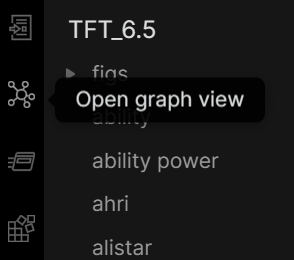 TFT_6.5
figs
Open graph view
ability
ability power
ahri
alistar